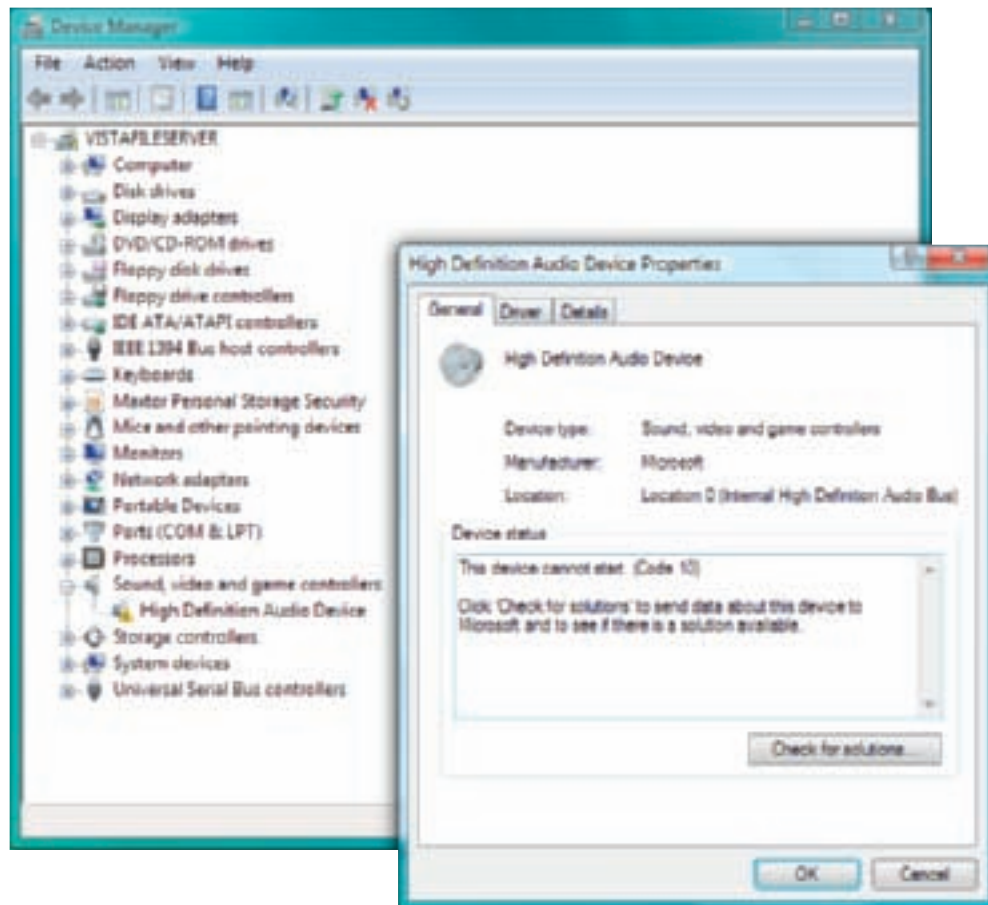 Device Manager
File Action View Help
VISTAFILESERVER
Computer
Disk drives
Display adapters
DVD/CD-ROM drives
Floppy disk drives
Floppy drive controllers
IDE ATA/ATAPI controllers
IEEE 1394 Bus host controllers
Keyboards
Maxtor Personal Storage Security
Mice and other pointing devices
Monitors
Network adapters
Portable Devices
Ports (COM & LPT)
Processors
Sound, video and game controllers
High Definition Audio Device
Storage controllers
System devices
Universal Serial Bus controllers
High Definition Audio Device Properties
General Driver Details
High Definition Audio Device
Device type: Sound, video and game controllers
Manufacturer: Microsoft
Location: Location 0 (Internal High Definition Audio Bus)
Device status
This device cannot start. (Code 10)
Click 'Check for solutions' to send data about this device to
Microsoft and to see if there is a solution available.
Check for solutions...
OK Cancel